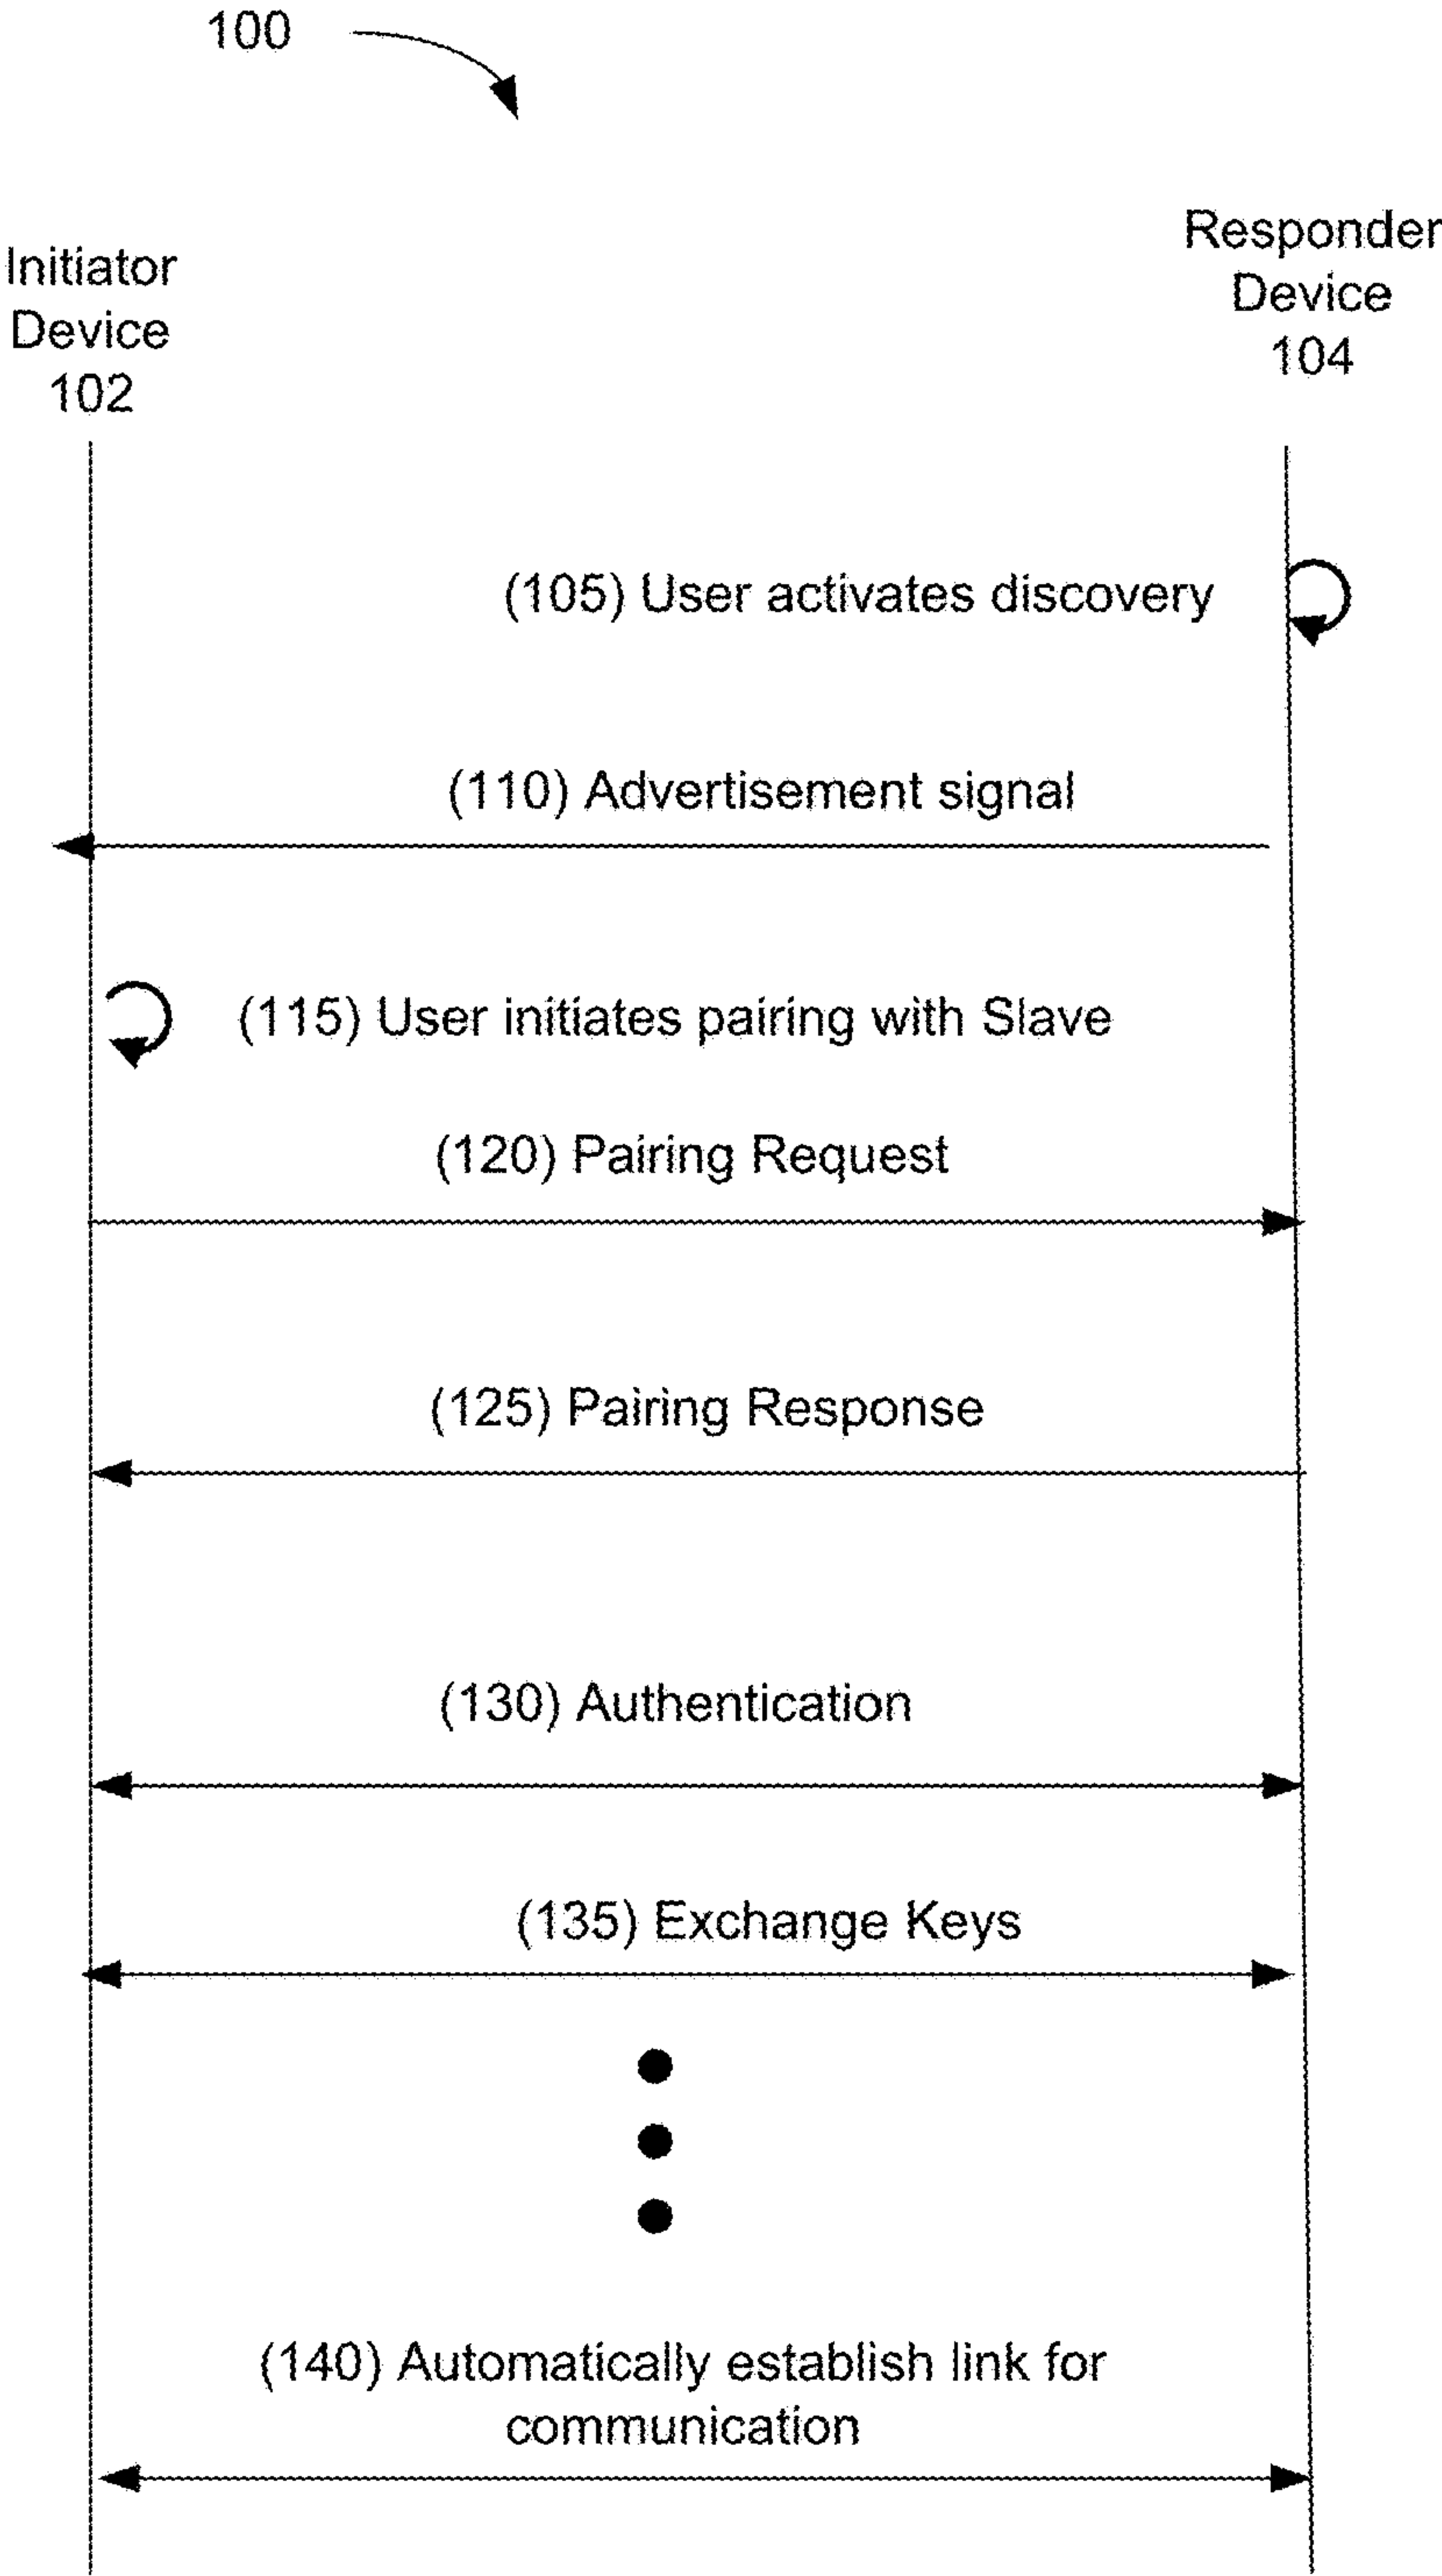 100
Initiator
Device
102
Responder
Device
104
(105) User activates discovery
(110) Advertisement signal
(115) User initiates pairing with Slave
(120) Pairing Request
(125) Pairing Response
(130) Authentication
(135) Exchange Keys
(140) Automatically establish link for
communication